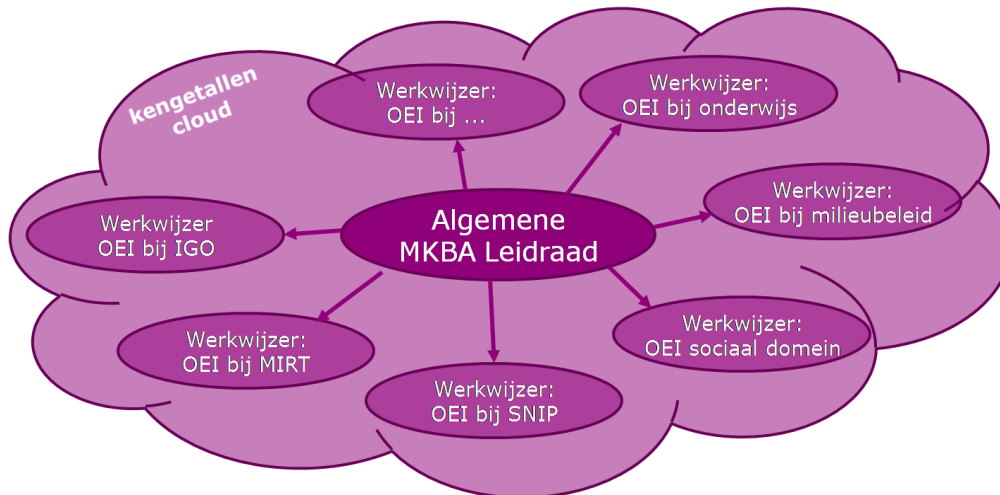 kengetallen
cloud
Werkwijzer:
OEI bij ...
Werkwijzer:
OEI bij onderwijs
Werkwijzer:
OEI bij milieubeleid
Algemene
MKBA Leidraad
Werkwijzer
OEI bij IGO
Werkwijzer:
OEI sociaal domein
Werkwijzer:
OEI bij MIRT
Werkwijzer:
OEI bij SNIP